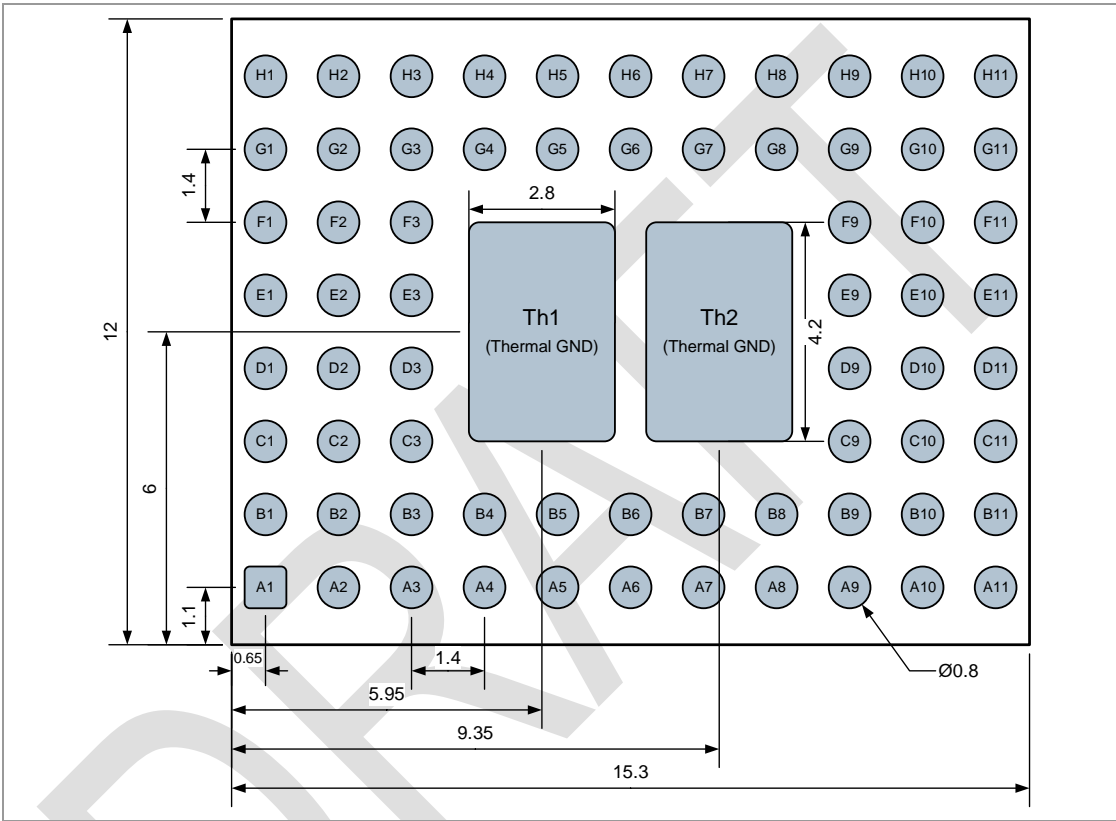 H1 H2 H3 H4 H5 H6 H7 H8 H9 H10 H11
G1 G2 G3 G4 G5 G6 G7 G8 G9 G10 G11
1.4
2.8
F1 F2 F3 F9 F10 F11
E1 E2 E3 E9 E10 E11
Th1
(Thermal GND)
Th2
(Thermal GND)
4.2
12
D1 D2 D3 D9 D10 D11
C1 C2 C3 C9 C10 C11
6
B1 B2 B3 B4 B5 B6 B7 B8 B9 B10 B11
A1 A2 A3 A4 A5 A6 A7 A8 A9 A10 A11
1.1
0.65
1.4
Ø0.8
5.95
9.35
15.3
DRAFT